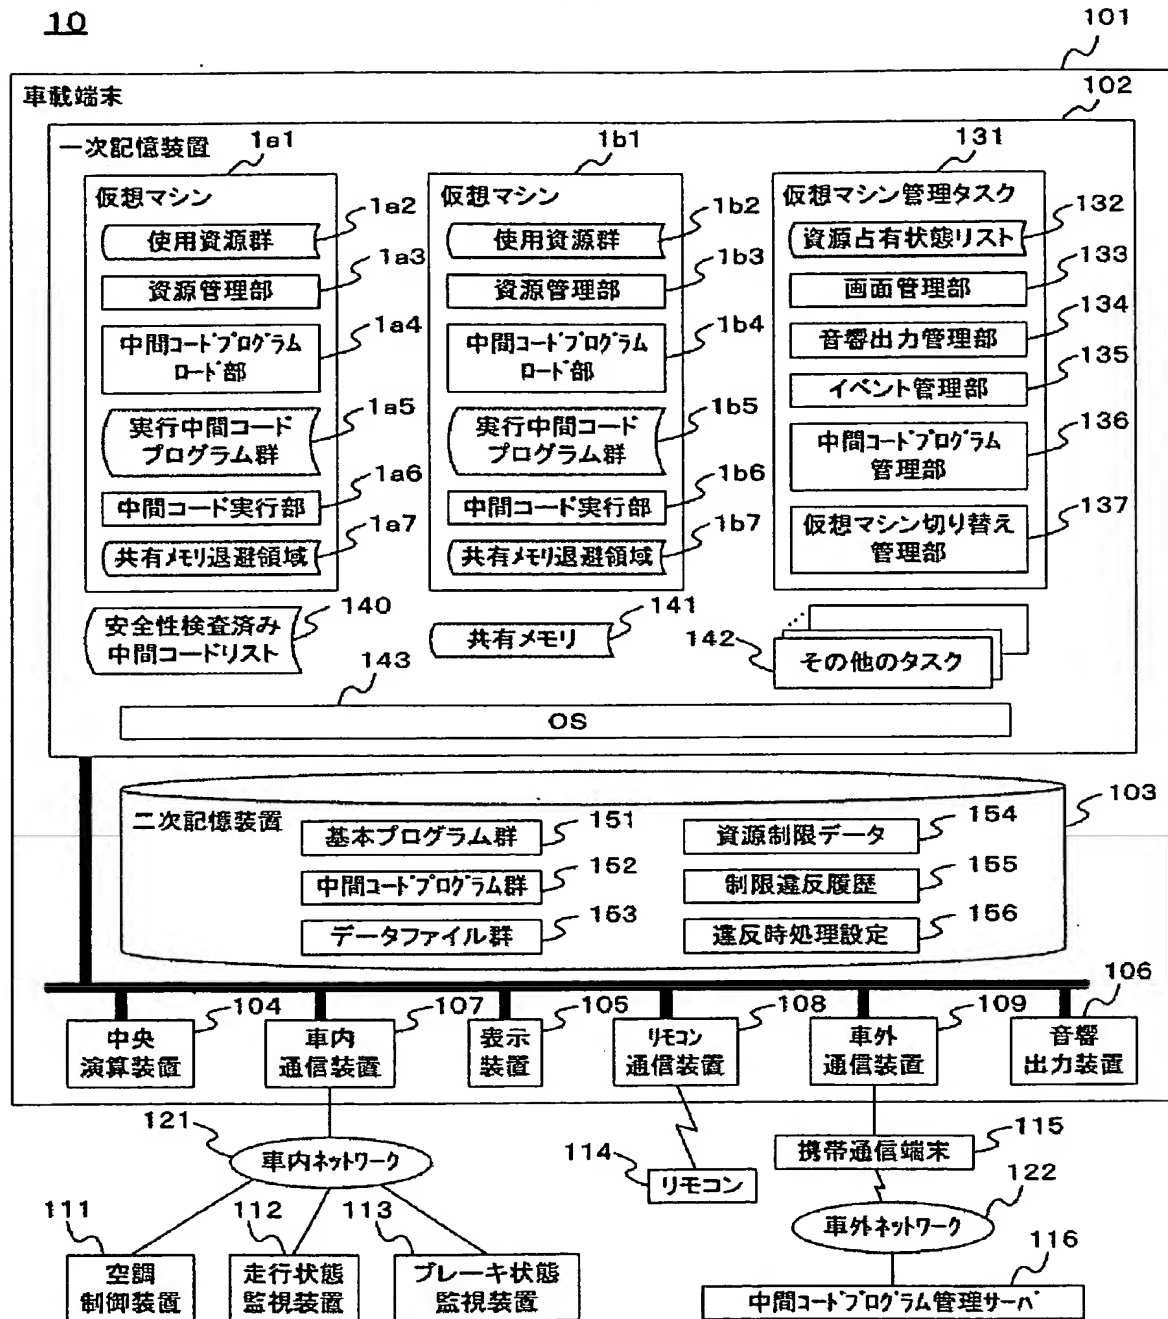 10
101
車載端末
102
一次記憶装置
1a1
仮想マシン
使用資源群
1a2
資源管理部
1a3
中間コードプログラム
ロード部
1a4
実行中間コード
プログラム群
1a5
中間コード実行部
1a6
共有メモリ退避領域
1a7
1b1
仮想マシン
使用資源群
1b2
資源管理部
1b3
中間コードプログラム
ロード部
1b4
実行中間コード
プログラム群
1b5
中間コード実行部
1b6
共有メモリ退避領域
1b7
131
仮想マシン管理タスク
資源占有状態リスト
132
画面管理部
133
音響出力管理部
134
イベント管理部
135
中間コードプログラム
管理部
136
仮想マシン切り替え
管理部
137
安全性検査済み
中間コードリスト
140
共有メモリ
141
142
その他のタスク
143
OS
103
二次記憶装置
基本プログラム群
151
中間コードプログラム群
152
データファイル群
153
資源制限データ
154
制限違反履歴
155
違反時処理設定
156
104
中央
演算装置
107
車内
通信装置
105
表示
装置
108
リモコン
通信装置
109
車外
通信装置
106
音響
出力装置
121
車内ネットワーク
114
リモコン
115
携帯通信端末
122
車外ネットワーク
111
空調
制御装置
112
走行状態
監視装置
113
ブレーキ状態
監視装置
116
中間コードプログラム管理サーバ